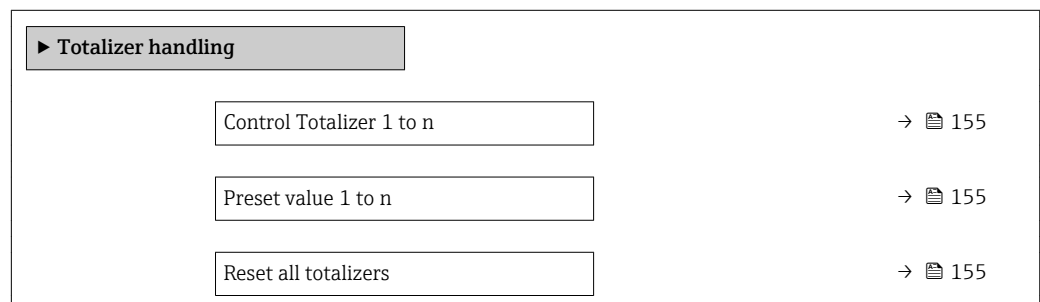 ▶ Totalizer handling
Control Totalizer 1 to n → 155
Preset value 1 to n → 155
Reset all totalizers → 155